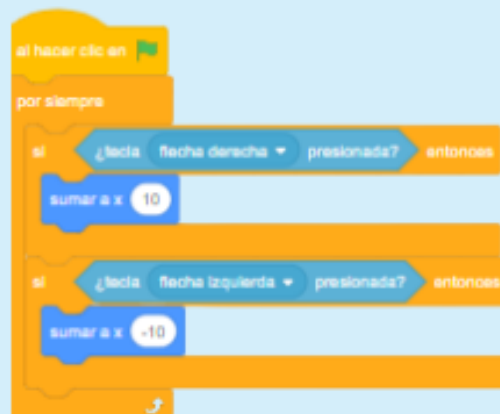 al hacer clic en
por siempre
si ¿tecla flecha derecha presionada? entonces
sumar a x 10
si ¿tecla flecha izquierda presionada? entonces
sumar a x -10